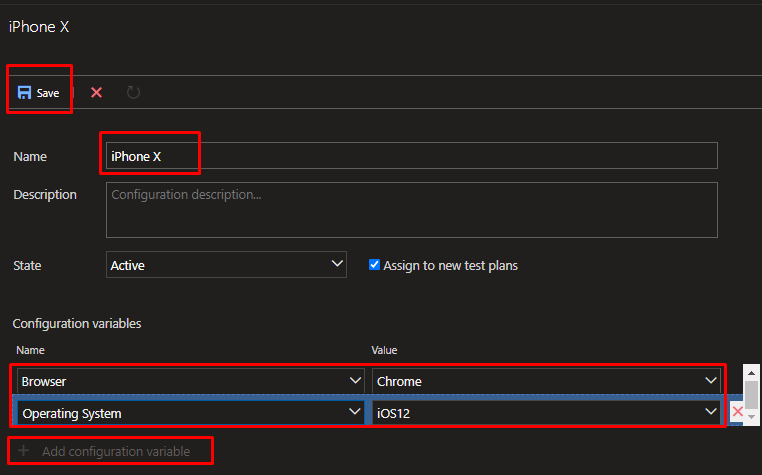 iPhone X
Save
Name iPhone X
Description Configuration description...
State Active Assign to new test plans
Configuration variables
Name Value
Browser Chrome
Operating System iOS12
Add configuration variable